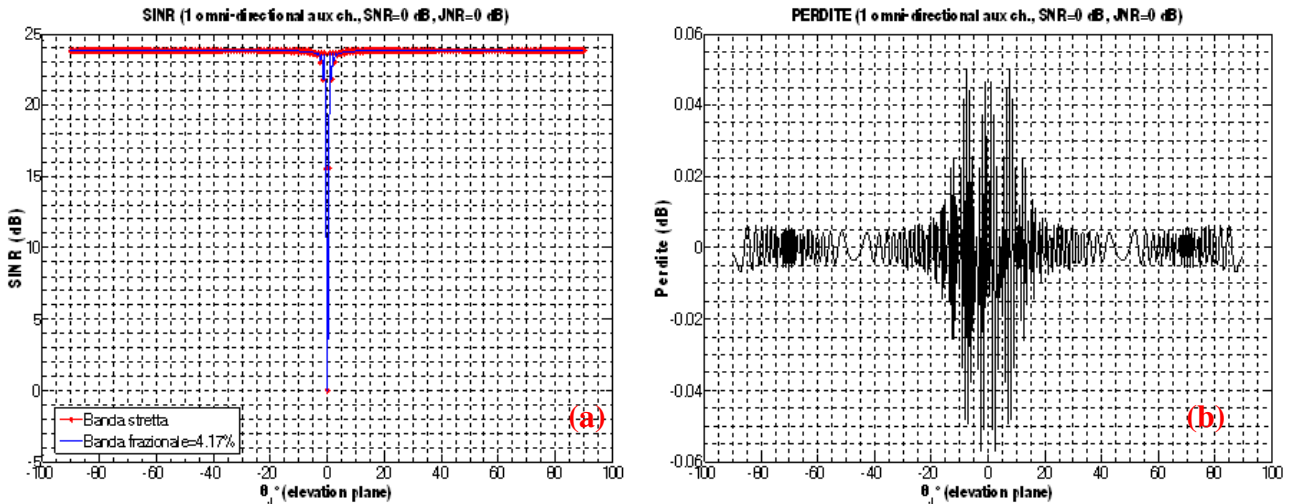 SINR (1 omni-directional aux ch., SNR=0 dB, JNR=0 dB)
25
20
15
10
5
0
-5
SINR (dB)
Banda stretta
Banda frazionale=4.17%
(a)
-100 -80 -60 -40 -20 0 20 40 60 80 100
θJ° (elevation plane)
PERDITE (1 omni-directional aux ch., SNR=0 dB, JNR=0 dB)
0.06
0.04
0.02
0
-0.02
-0.04
-0.06
Perdite (dB)
(b)
-100 -80 -60 -40 -20 0 20 40 60 80 100
θJ° (elevation plane)